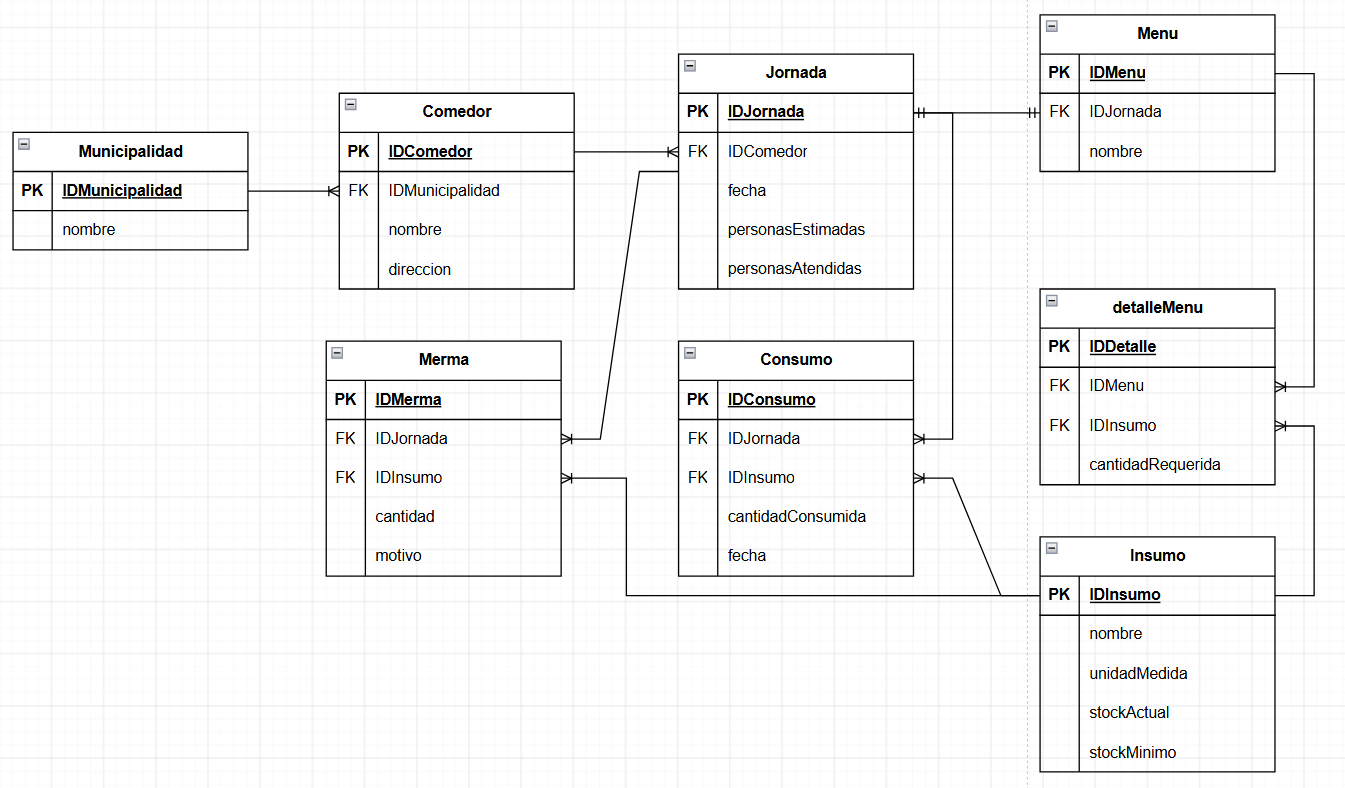 Municipalidad
PK IDMunicipalidad
nombre
Comedor
PK IDComedor
FK IDMunicipalidad
nombre
direccion
Jornada
PK IDJornada
FK IDComedor
fecha
personasEstimadas
personasAtendidas
Menu
PK IDMenu
FK IDJornada
nombre
Merma
PK IDMerma
FK IDJornada
FK IDInsumo
cantidad
motivo
Consumo
PK IDConsumo
FK IDJornada
FK IDInsumo
cantidadConsumida
fecha
detalleMenu
PK IDDetalle
FK IDMenu
FK IDInsumo
cantidadRequerida
Insumo
PK IDInsumo
nombre
unidadMedida
stockActual
stockMinimo